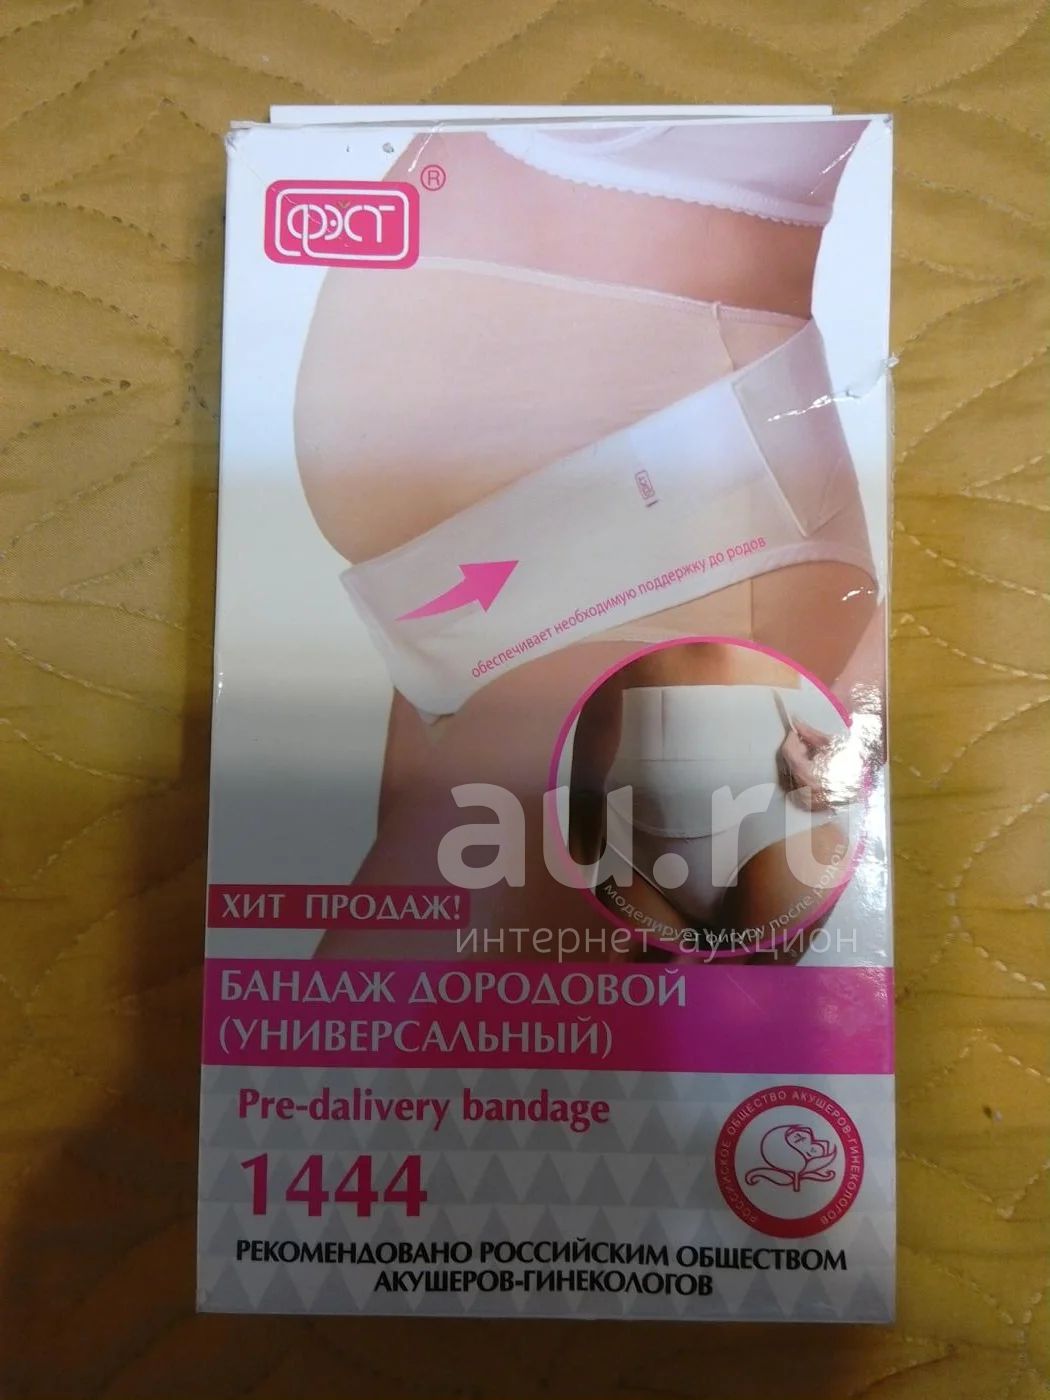 ФЭСТ®
обеспечивает необходимую поддержку до родов
моделирует фигуру после родов
au.ru
интернет-аукцион
ХИТ ПРОДАЖ!
БАНДАЖ ДОРОДОВОЙ
(УНИВЕРСАЛЬНЫЙ)
Pre-dalivery bandage
1444
РОССИЙСКОЕ ОБЩЕСТВО АКУШЕРОВ-ГИНЕКОЛОГОВ
РЕКОМЕНДОВАНО РОССИЙСКИМ ОБЩЕСТВОМ
АКУШЕРОВ-ГИНЕКОЛОГОВ